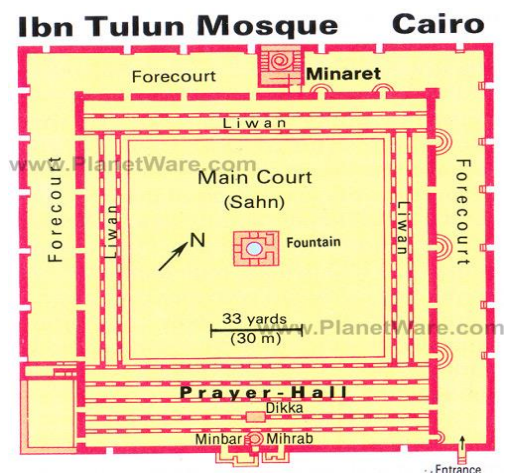 Ibn Tulun Mosque Cairo
Forecourt
Minaret
Liwan
www.PlanetWare.com
Main Court
(Sahn)
Forecourt
Liwan
N
Fountain
Liwan
Forecourt
33 yards
(30 m)
www.PlanetWare.com
Prayer-Hall
Dikka
Minbar
Mihrab
Entrance